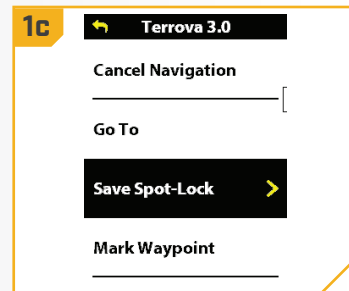 1c
Terrova 3.0
Cancel Navigation
Go To
Save Spot-Lock
Mark Waypoint